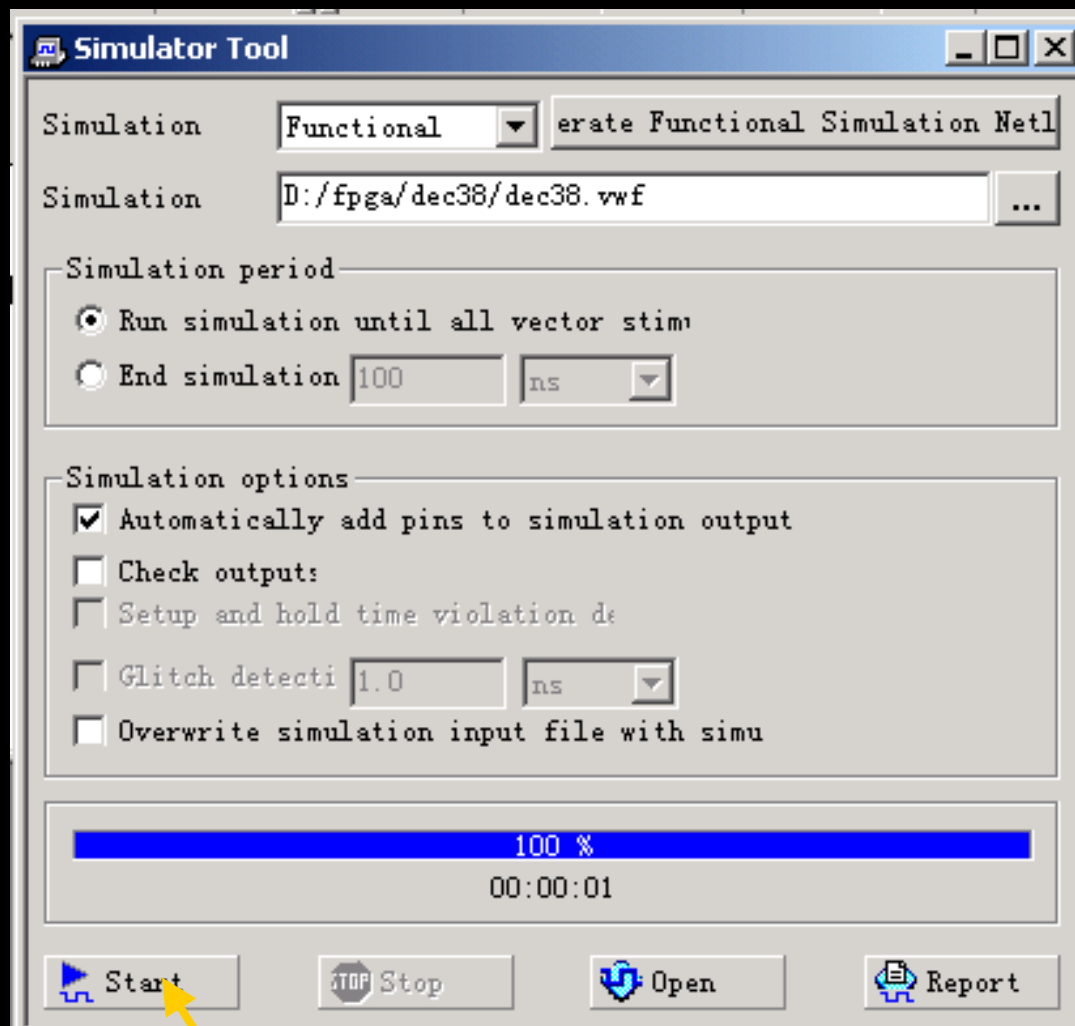 Simulator Tool
Simulation Functional erate Functional Simulation Netl
Simulation D:/fpga/dec38/dec38.vwf ...
Simulation period
Run simulation until all vector stim
End simulation 100 ns
Simulation options
Automatically add pins to simulation output
Check outputs
Setup and hold time violation de
Glitch detecti 1.0 ns
Overwrite simulation input file with simu
100 %
00:00:01
Start STOP Stop Open Report